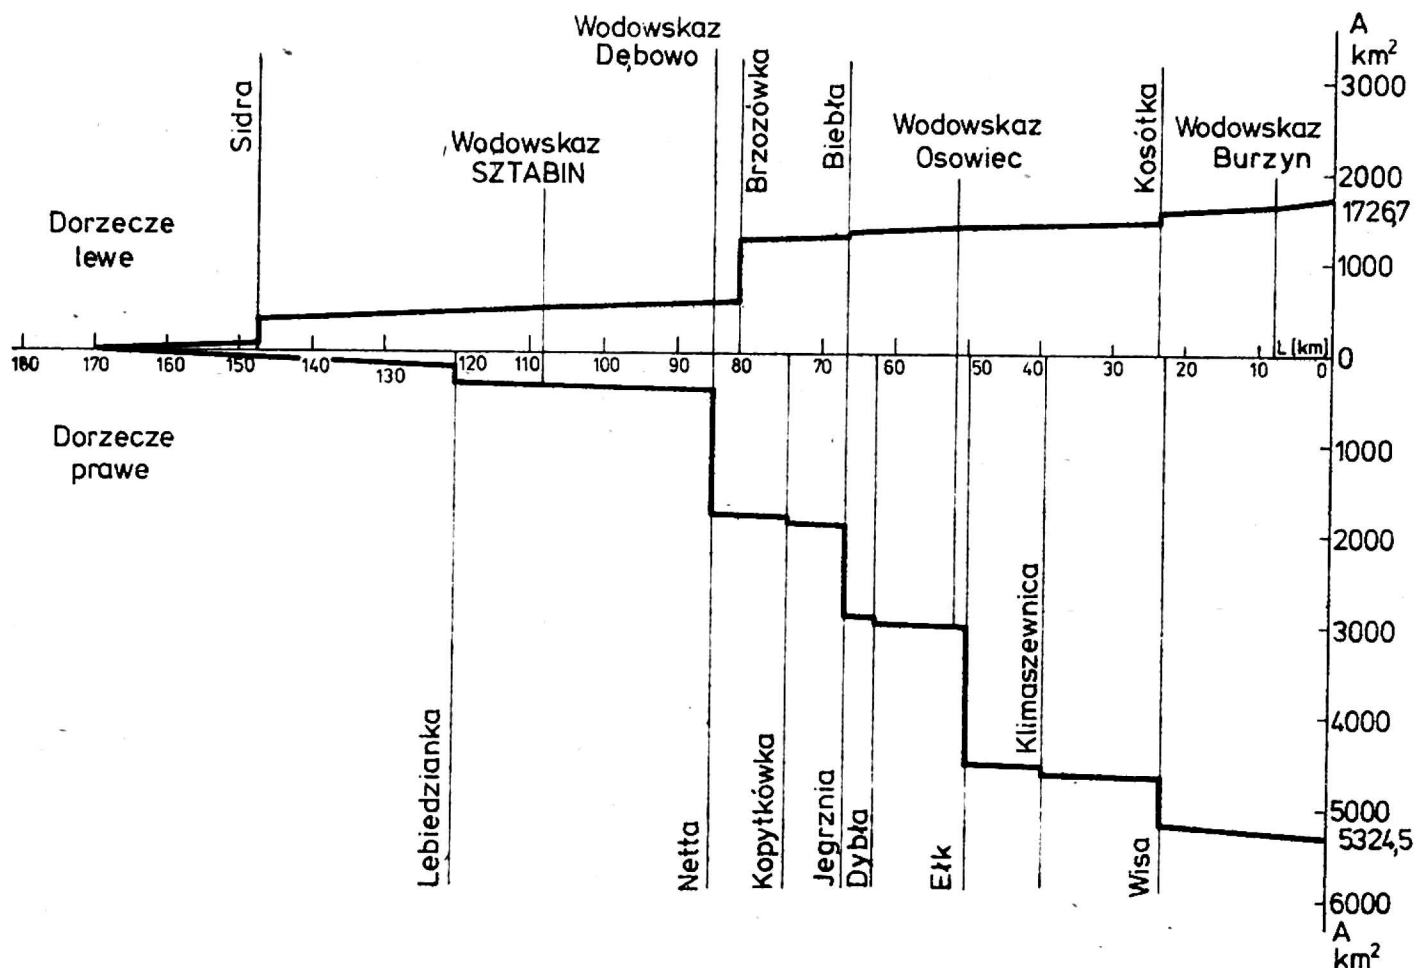 Wodowskaz
Dębowo
A
km²
Sidra
Brzozówka
Biebła
Kosótka
3000
Wodowskaz
SZTABIN
Wodowskaz
Osowiec
Wodowskaz
Burzyn
2000
1726,7
Dorzecze
lewe
1000
180 170 160 150 140 130 120 110 100 90 80 70 60 50 40 30 20 10 0
L [km]
0
Dorzecze
prawe
1000
2000
3000
4000
5000
5324,5
6000
Lebiedzianka
Netta
Kopytkówka
Jegrznia
Dybła
Ełk
Klimaszewnica
Wisa
A
km²